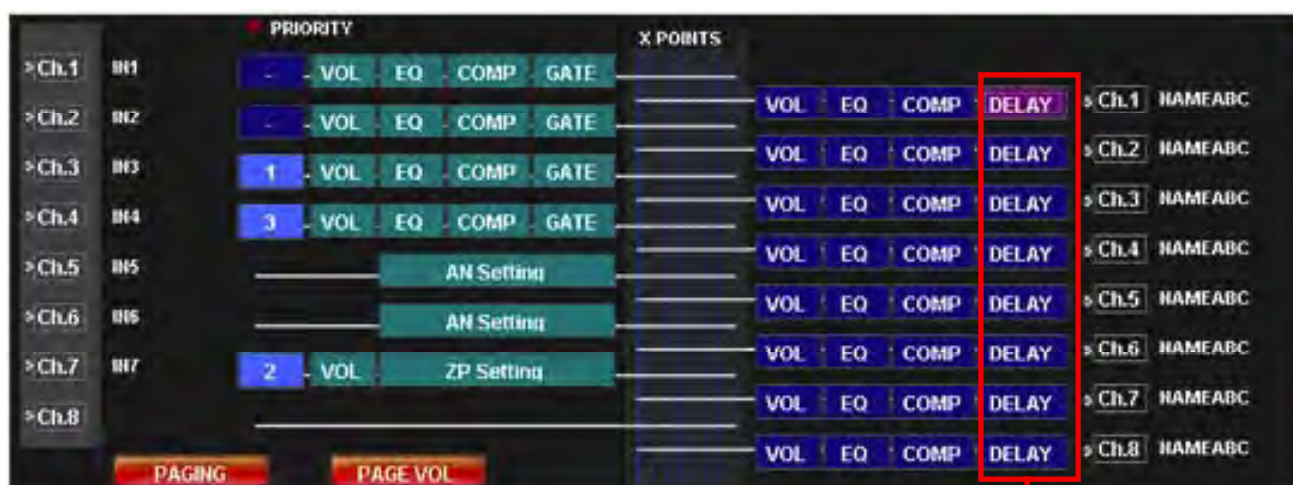 PRIORITY
X POINTS
>Ch.1 IN1 - VOL EQ COMP GATE
VOL EQ COMP DELAY >Ch.1 NAMEABC
>Ch.2 IN2 - VOL EQ COMP GATE
VOL EQ COMP DELAY >Ch.2 NAMEABC
>Ch.3 IN3 1 VOL EQ COMP GATE
VOL EQ COMP DELAY >Ch.3 NAMEABC
>Ch.4 IN4 3 VOL EQ COMP GATE
VOL EQ COMP DELAY >Ch.4 NAMEABC
>Ch.5 IN5 AN Setting
VOL EQ COMP DELAY >Ch.5 NAMEABC
>Ch.6 IN6 AN Setting
VOL EQ COMP DELAY >Ch.6 NAMEABC
>Ch.7 IN7 2 VOL ZP Setting
VOL EQ COMP DELAY >Ch.7 NAMEABC
>Ch.8
VOL EQ COMP DELAY >Ch.8 NAMEABC
PAGING PAGE VOL